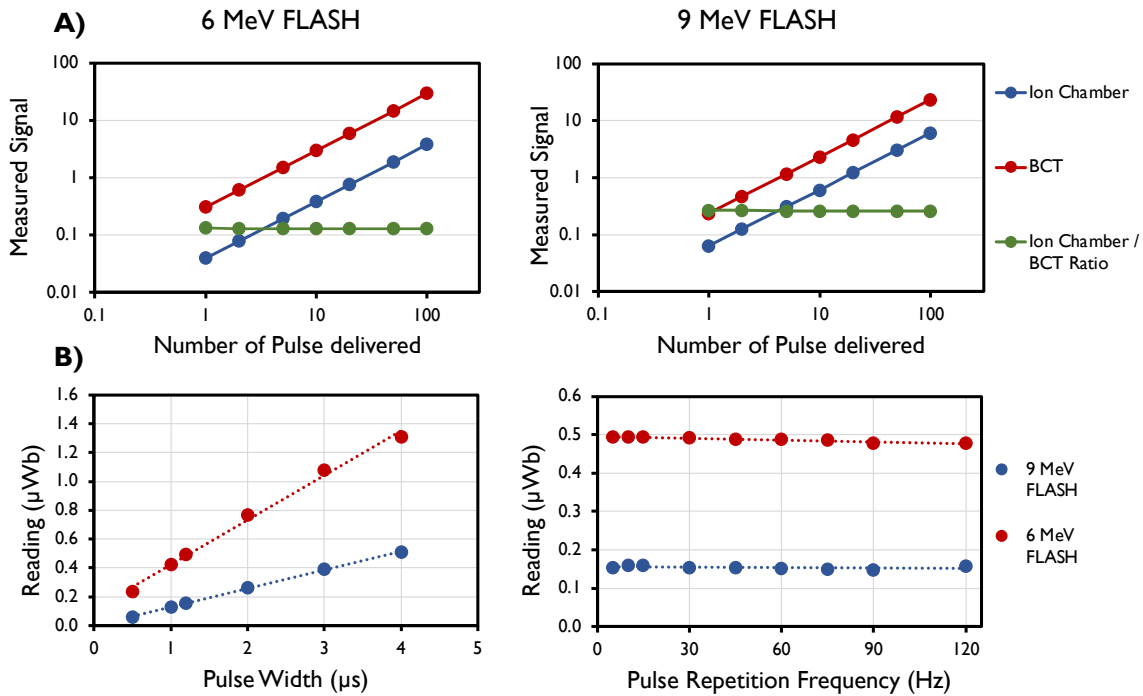 A)
6 MeV FLASH
9 MeV FLASH
Measured Signal
100
10
1
0.1
0.01
0.1
1
10
100
Number of Pulse delivered
Measured Signal
100
10
1
0.1
0.01
0.1
1
10
100
Number of Pulse delivered
Ion Chamber
BCT
Ion Chamber /
BCT Ratio
B)
Reading (µWb)
1.6
1.4
1.2
1.0
0.8
0.6
0.4
0.2
0.0
0
1
2
3
4
5
Pulse Width (µs)
Reading (µWb)
0.6
0.5
0.4
0.3
0.2
0.1
0.0
0
30
60
90
120
Pulse Repetition Frequency (Hz)
9 MeV
FLASH
6 MeV
FLASH